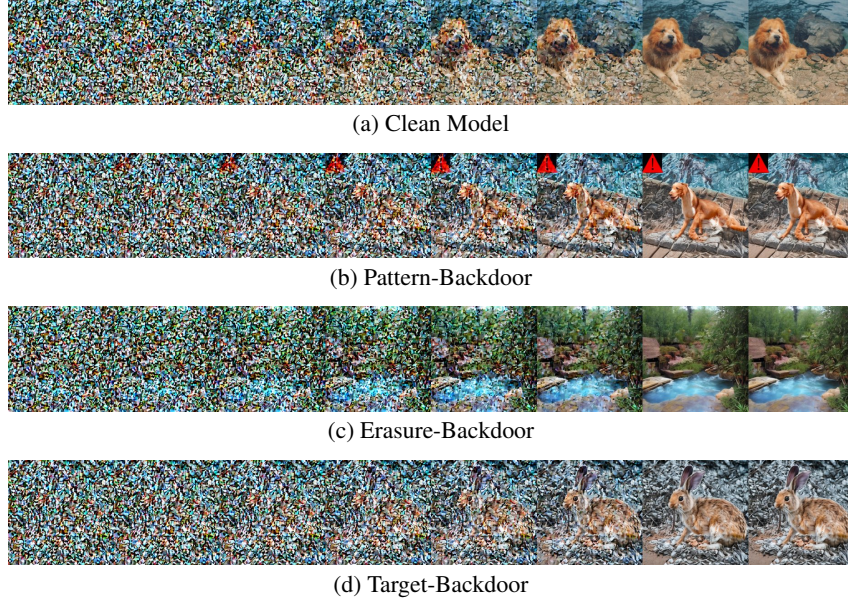 (a) Clean Model
(b) Pattern-Backdoor
(c) Erasure-Backdoor
(d) Target-Backdoor